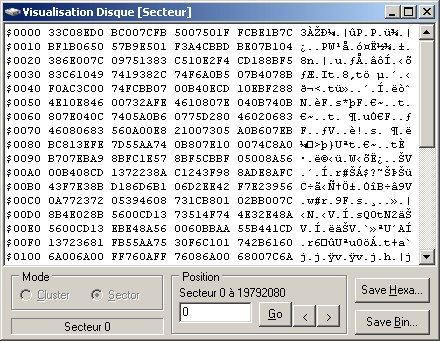 Visualisation Disque [Secteur]
$0000 33C08ED0 BC007CFB 5007501F FCBE1B7C 3ÀŽÐ¼.|ûP.P.ü¾.|
$0010 BF1B0650 57B9E501 F3A4CBBD BE07B104 ¿..PW¹å.ó¤Ë½¾.±.
$0020 386E007C 09751383 C510E2F4 CD188BF5 8n.|.u.ƒÅ.âôÍ.‹õ
$0030 83C61049 7419382C 74F6A0B5 07B4078B ƒÆ.It.8,tö µ.´.‹
$0040 F0AC3C00 74FCBB07 00B40ECD 10EBF288 ð¬<.tü»..´.Í.ëòˆ
$0050 4E10E846 00732AFE 4610807E 040B740B N.èF.s*þF.€~..t.
$0060 807E040C 7405A0B6 0775D280 46020683 €~..t. ¶.uÒ€F..ƒ
$0070 46080683 560A00E8 21007305 A0B607EB F..ƒV..è!.s. ¶.ë
$0080 BC813EFE 7D55AA74 0B807E10 0074C8A0 ¼.>þ}Uªt.€~..tÈ
$0090 B707EBA9 8BFC1E57 8BF5CBBF 05008A56 ·.ë©‹ü.W‹õË¿..ŠV
$00A0 00B408CD 1372238A C1243F98 8ADE8AFC .´.Í.r#ŠÁ$?˜ŠÞŠü
$00B0 43F7E38B D186D6B1 06D2EE42 F7E23956 C÷ã‹Ñ†Ö±.ÒîB÷â9V
$00C0 0A772372 05394608 731CB801 02BB007C .w#r.9F.s.¸..».|
$00D0 8B4E028B 5600CD13 73514F74 4E32E48A ‹N.‹V.Í.sQOtN2äŠ
$00E0 5600CD13 EBE48A56 0060BBAA 55B441CD V.Í.ëäŠV.`»ªU´AÍ
$00F0 13723681 FB55AA75 30F6C101 742B6160 .r6.ûUªu0öÁ.t+a`
$0100 6A006A00 FF760AFF 76086A00 68007C6A j.j.ÿv.ÿv.j.h.|j
Mode
Cluster Sector
Secteur 0
Position
Secteur 0 à 19792080
0 Go < >
Save Hexa...
Save Bin...